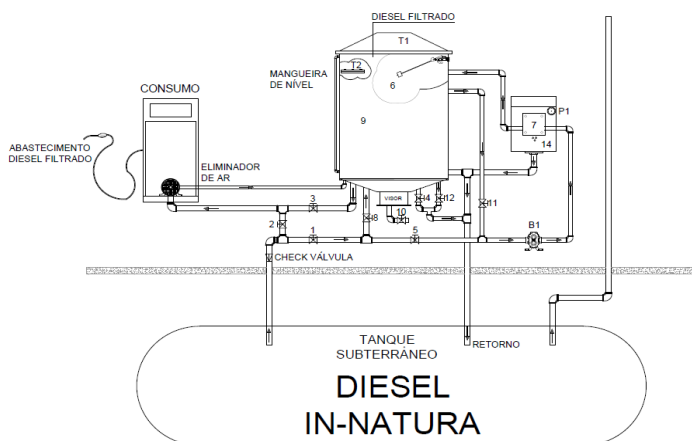 DIESEL FILTRADO
T1
T2
MANGUEIRA
DE NÍVEL
6
CONSUMO
P1
7
14
9
ABASTECIMENTO
DIESEL FILTRADO
ELIMINADOR
DE AR
3
VISOR
4
12
11
10
8
2
1
5
B1
CHECK VÁLVULA
TANQUE
SUBTERRÂNEO
RETORNO
DIESEL
IN-NATURA